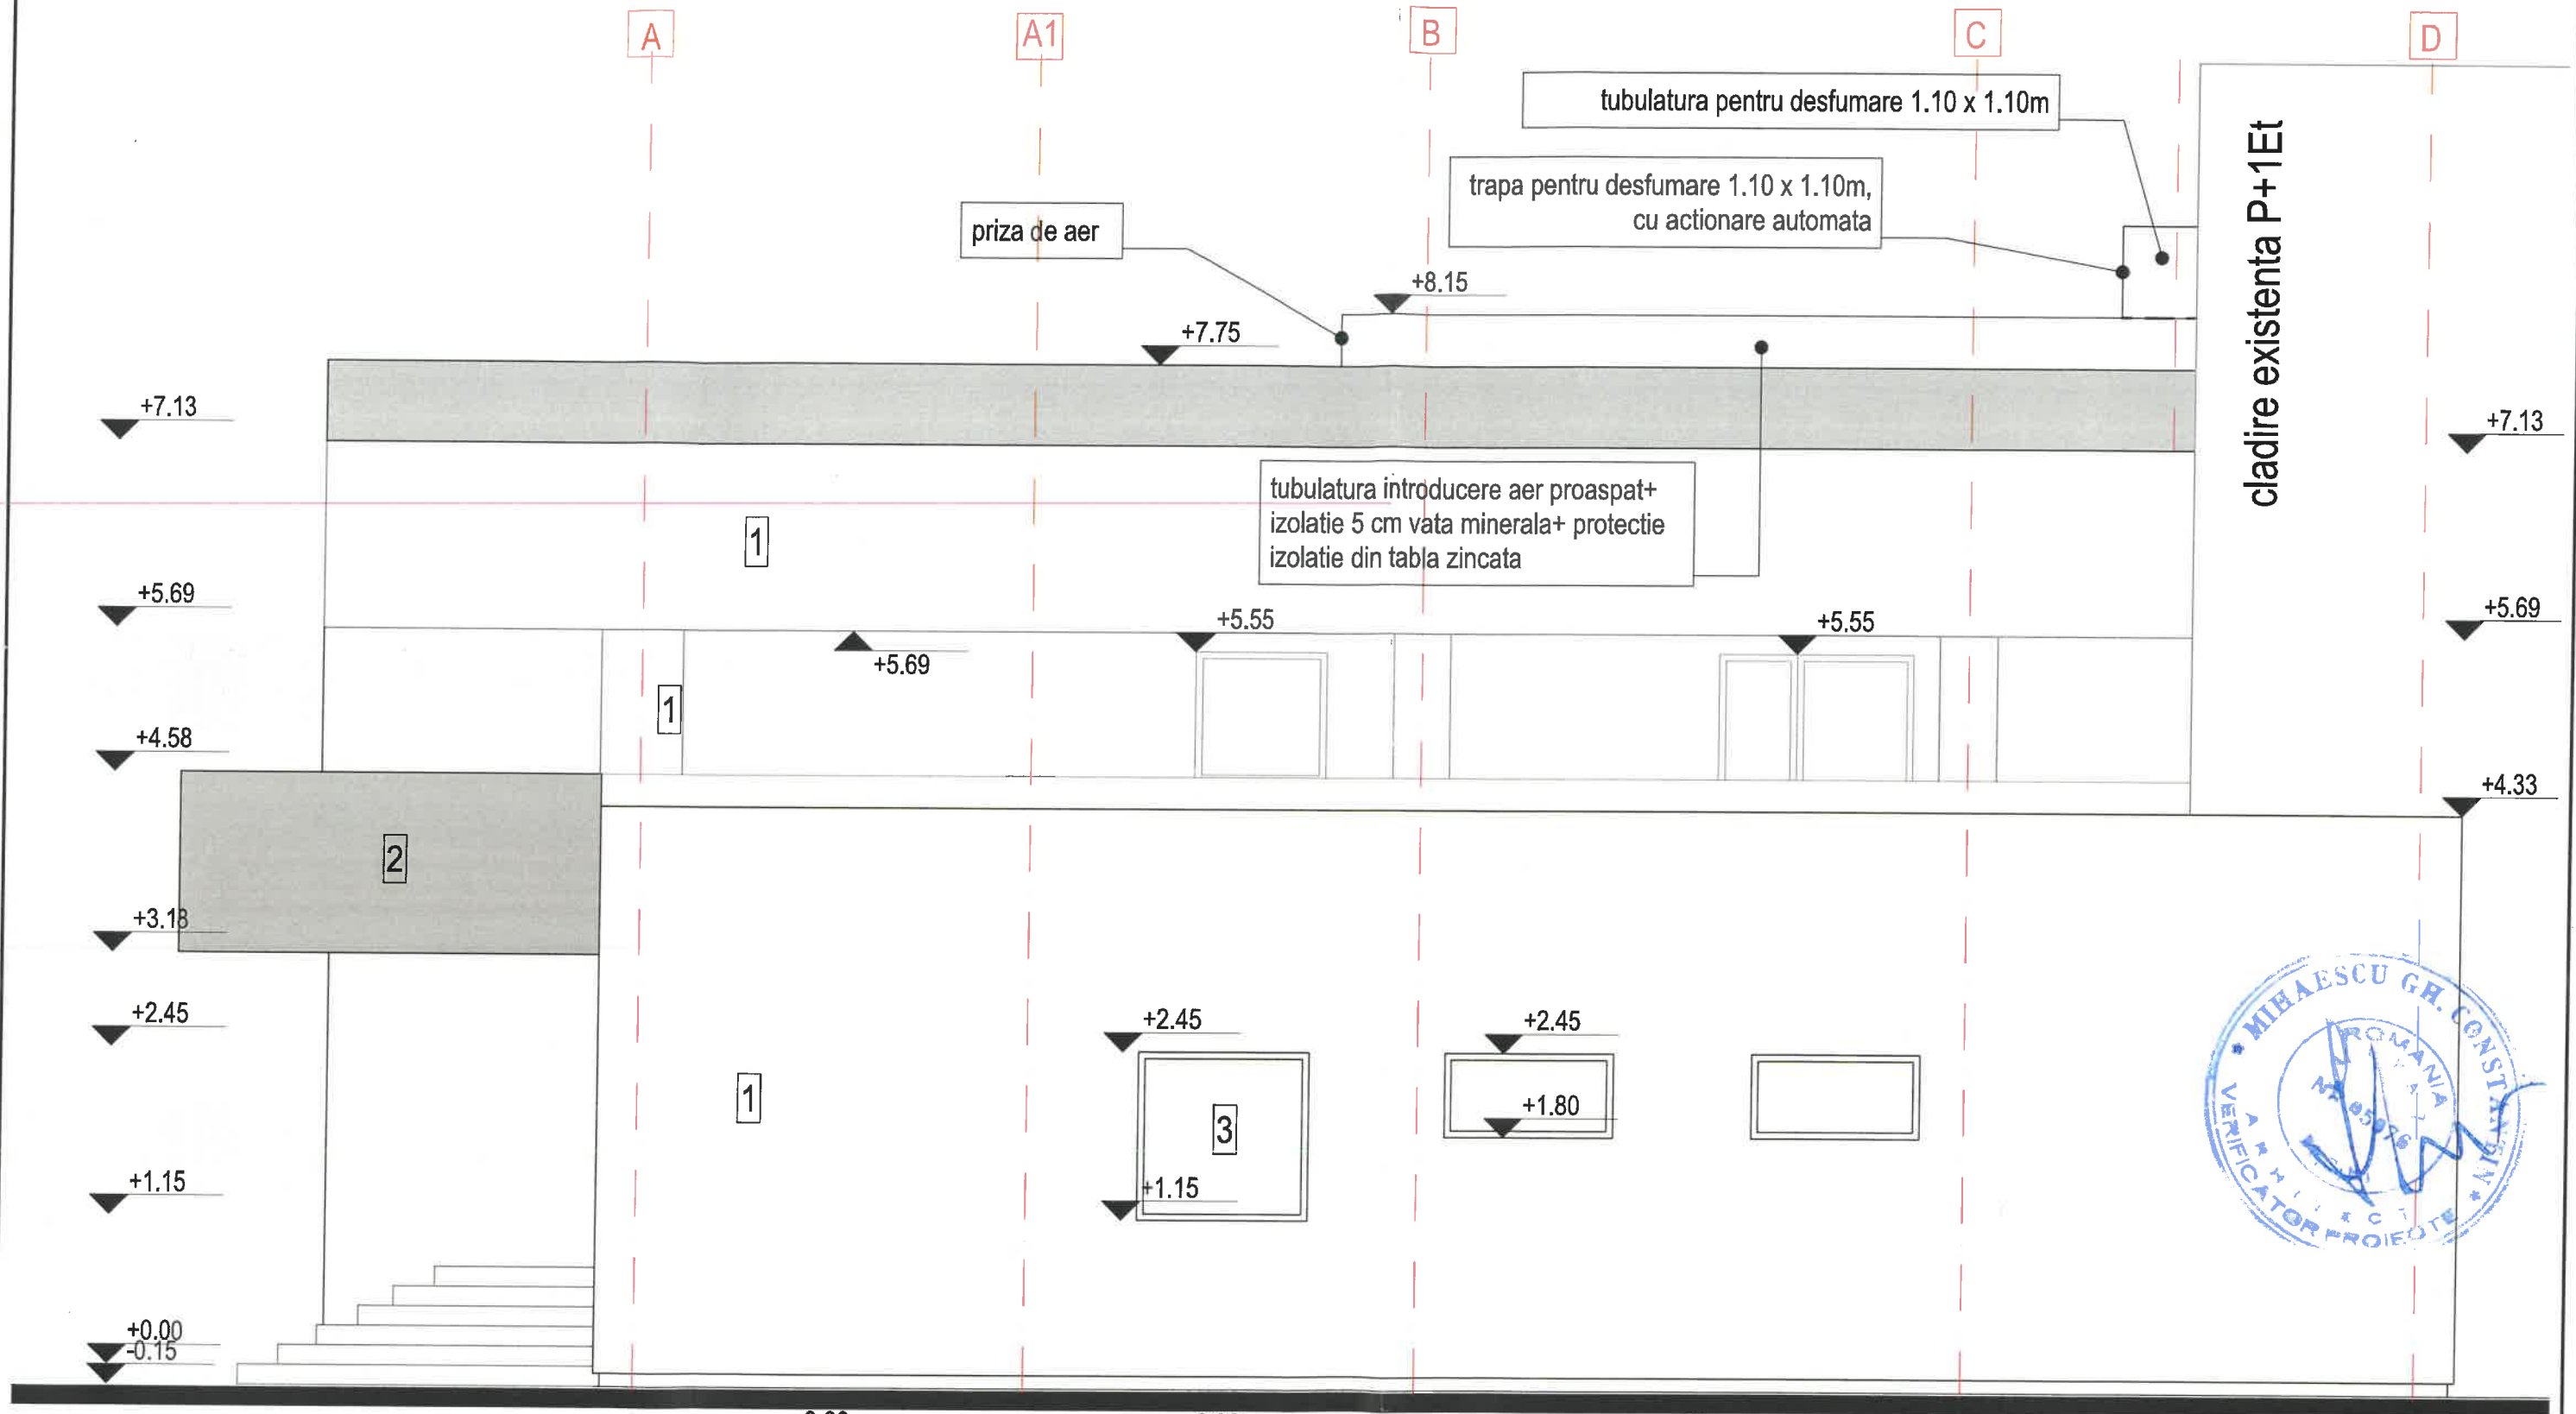 A
A1
B
C
D
tubulatura pentru desfumare 1.10 x 1.10m
trapa pentru desfumare 1.10 x 1.10m,
cu actionare automata
priza de aer
cladire existenta P+1Et
+8.15
+7.75
+7.13
+7.13
tubulatura introducere aer proaspat+
izolatie 5 cm vata minerala+ protectie
izolatie din tabla zincata
1
+5.69
+5.69
+5.55
+5.55
+5.69
1
+4.58
+4.33
2
+3.18
+2.45
+2.45
+2.45
1
3
+1.80
+1.15
+1.15
+0.00
-0.15
* MIHAESCU GH. CONSTANTIN *
VERIFICATOR PROIECTE
ROMANIA